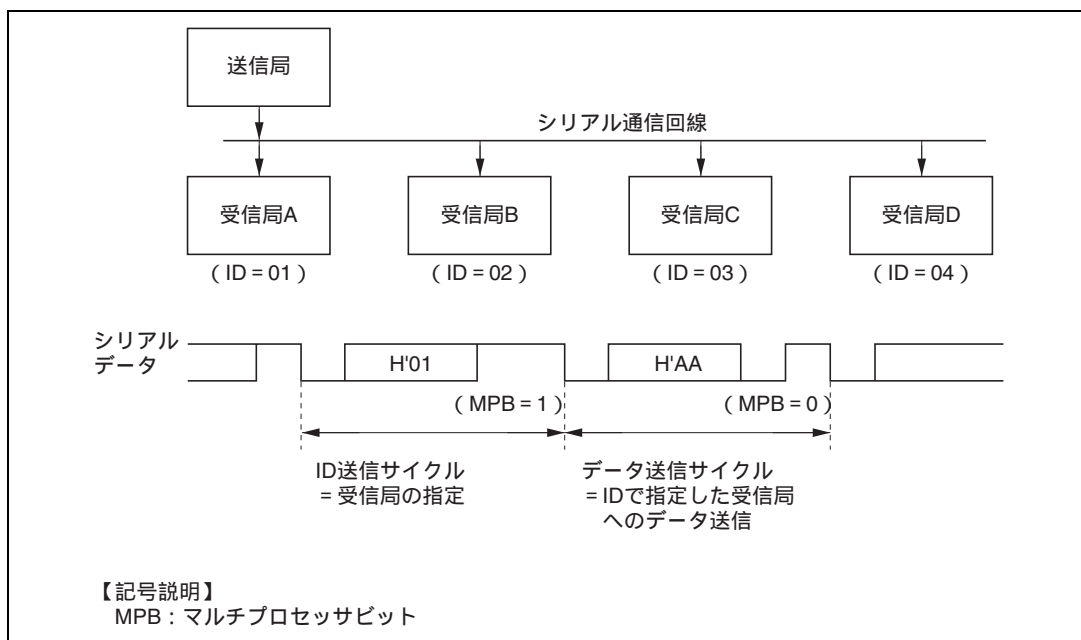 送信局
シリアル通信回線
受信局A
受信局B
受信局C
受信局D
( ID = 01 )
( ID = 02 )
( ID = 03 )
( ID = 04 )
シリアル
データ
H'01
H'AA
( MPB = 1 )
( MPB = 0 )
ID送信サイクル
= 受信局の指定
データ送信サイクル
= IDで指定した受信局
へのデータ送信
【記号説明】
MPB : マルチプロセッサビット